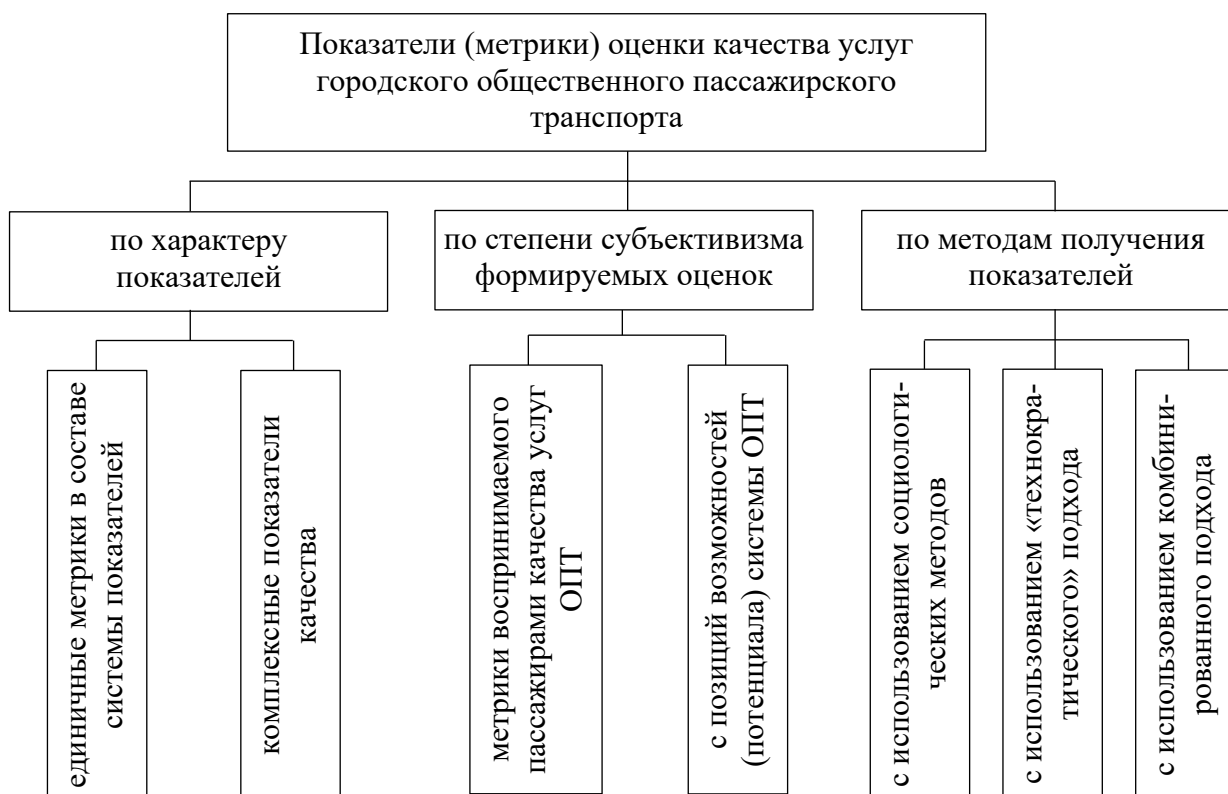 Показатели (метрики) оценки качества услуг
городского общественного пассажирского
транспорта
по характеру
показателей
по степени субъективизма
формируемых оценок
по методам получения
показателей
единичные метрики в составе
системы показателей
комплексные показатели
качества
метрики воспринимаемого
пассажирами качества услуг
ОПТ
с позиций возможностей
(потенциала) системы ОПТ
с использованием социологи-
ческих методов
с использованием «технокра-
тического» подхода
с использованием комбини-
рованного подхода